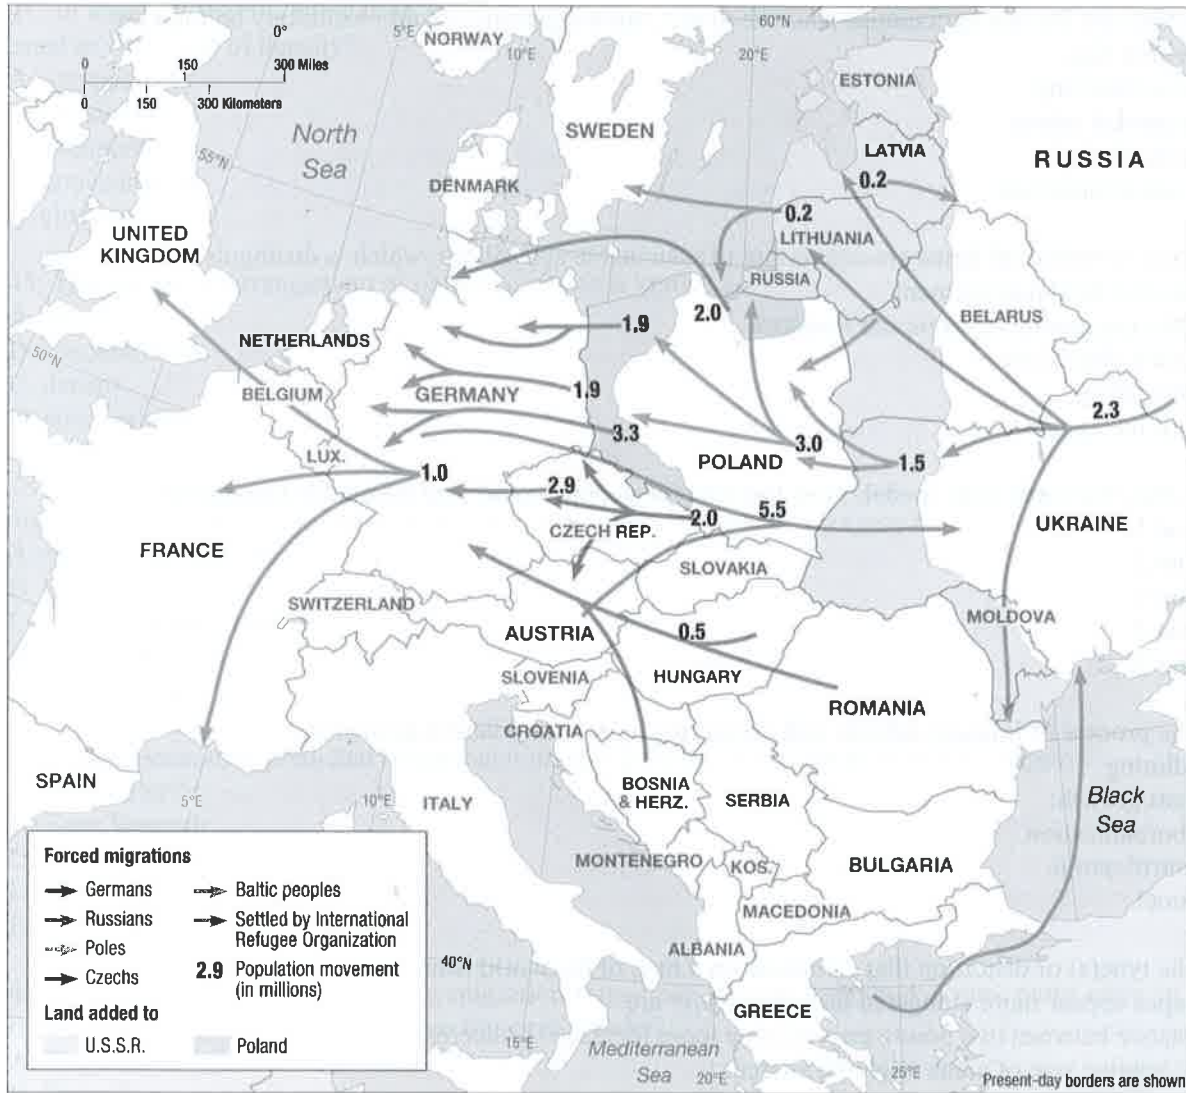 0°
5°E
10°E
20°E
60°N
0 150 300 Miles
0 150 300 Kilometers
NORWAY
SWEDEN
ESTONIA
North
Sea
55°N
LATVIA
RUSSIA
0.2
DENMARK
0.2
UNITED
KINGDOM
LITHUANIA
RUSSIA
2.0
BELARUS
1.9
NETHERLANDS
50°N
BELGIUM
GERMANY
1.9
2.3
3.3
3.0
LUX.
POLAND
1.5
1.0
2.9
5.5
2.0
CZECH REP.
UKRAINE
FRANCE
SLOVAKIA
SWITZERLAND
MOLDOVA
AUSTRIA
0.5
SLOVENIA
HUNGARY
ROMANIA
CROATIA
SPAIN
BOSNIA
& HERZ.
SERBIA
5°E
10°E
ITALY
Black
Sea
MONTENEGRO
KOS.
BULGARIA
MACEDONIA
ALBANIA
40°N
GREECE
15°E
Mediterranean
Sea
20°E
25°E
Forced migrations
Germans
Russians
Poles
Czechs
Baltic peoples
Settled by International
Refugee Organization
2.9 Population movement
(in millions)
Land added to
U.S.S.R.
Poland
Present-day borders are shown